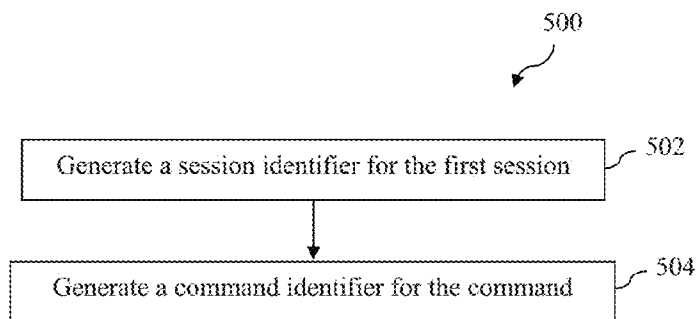 500
Generate a session identifier for the first session
502
Generate a command identifier for the command
504